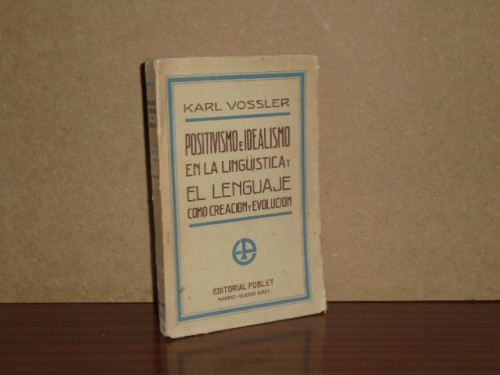 KARL VOSSLER
POSITIVISMO E IDEALISMO
EN LA LINGÜISTICA Y
EL LENGUAJE
COMO CREACION Y EVOLUCION
EDITORIAL POBLET
MADRID - BUENOS AIRES